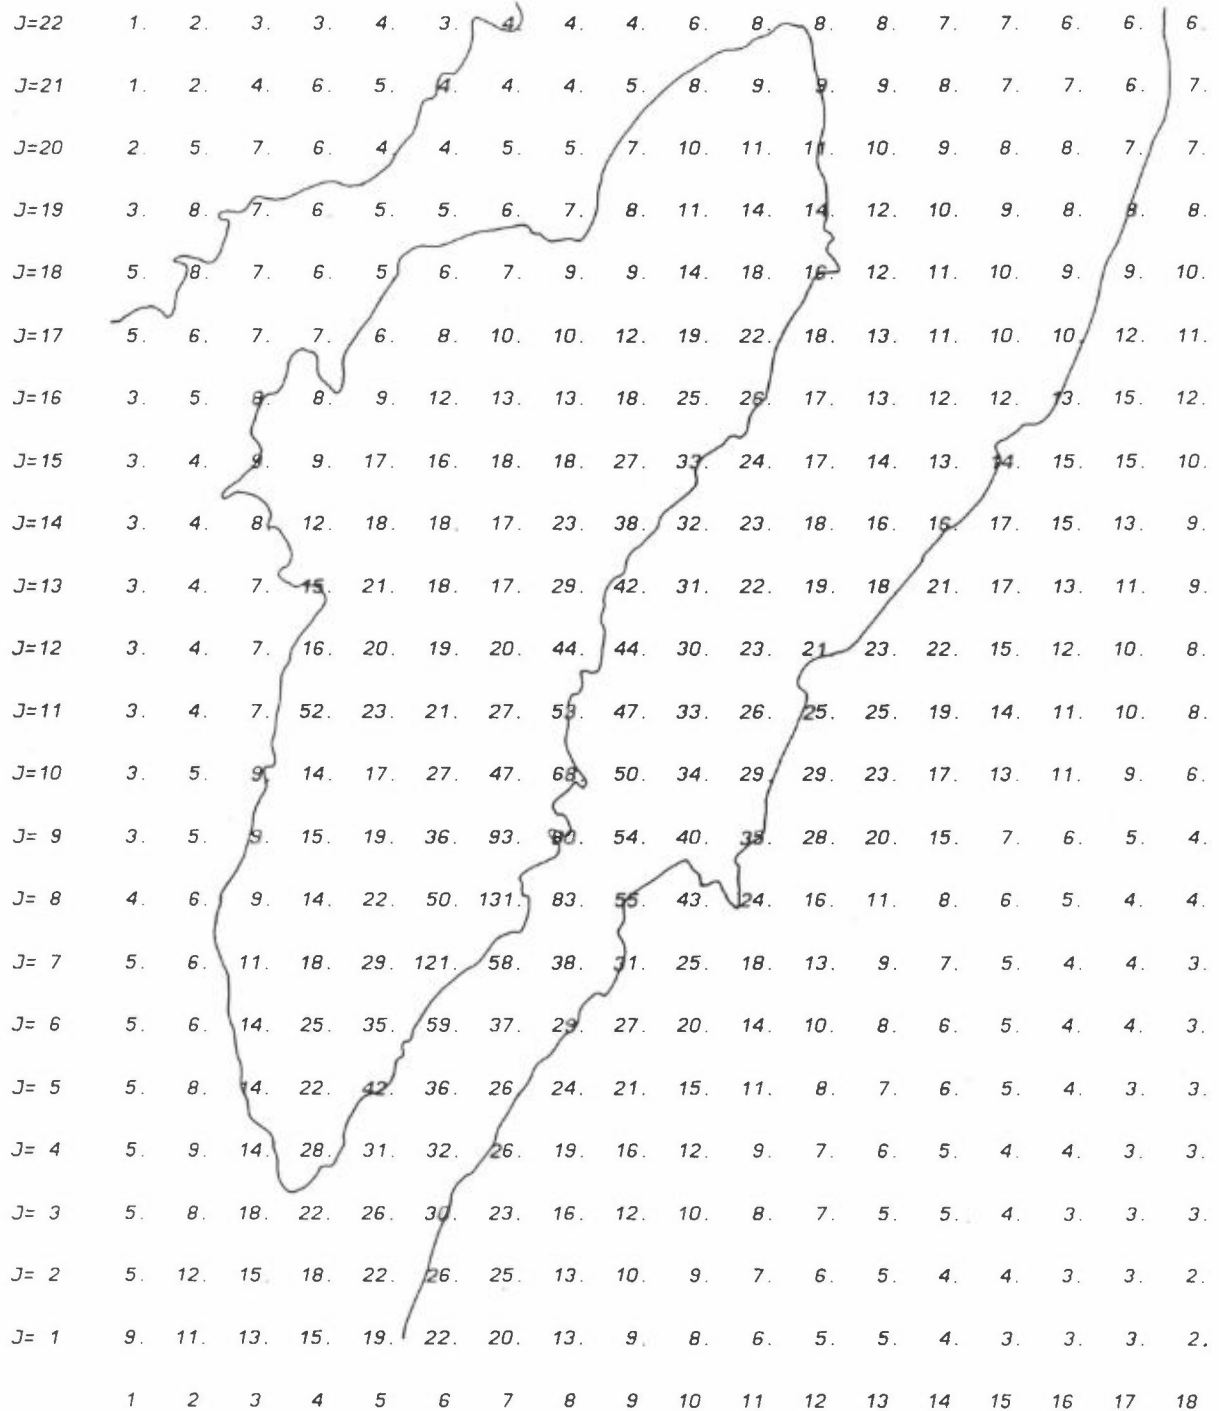 J=22 1. 2. 3. 3. 4. 3. 4. 4. 4. 6. 8. 8. 8. 7. 7. 6. 6. 6.
J=21 1. 2. 4. 6. 5. 4. 4. 4. 5. 8. 9. 9. 9. 8. 7. 7. 6. 7.
J=20 2. 5. 7. 6. 4. 4. 5. 5. 7. 10. 11. 11. 10. 9. 8. 8. 7. 7.
J=19 3. 8. 7. 6. 5. 5. 6. 7. 8. 11. 14. 14. 12. 10. 9. 8. 8. 8.
J=18 5. 8. 7. 6. 5. 6. 7. 9. 9. 14. 18. 16. 12. 11. 10. 9. 9. 10.
J=17 5. 6. 7. 7. 6. 8. 10. 10. 12. 19. 22. 18. 13. 11. 10. 10. 12. 11.
J=16 3. 5. 8. 8. 9. 12. 13. 13. 18. 25. 26. 17. 13. 12. 12. 13. 15. 12.
J=15 3. 4. 9. 9. 17. 16. 18. 18. 27. 33. 24. 17. 14. 13. 14. 15. 15. 10.
J=14 3. 4. 8. 12. 18. 18. 17. 23. 38. 32. 23. 18. 16. 16. 17. 15. 13. 9.
J=13 3. 4. 7. 15. 21. 18. 17. 29. 42. 31. 22. 19. 18. 21. 17. 13. 11. 9.
J=12 3. 4. 7. 16. 20. 19. 20. 44. 44. 30. 23. 21. 23. 22. 15. 12. 10. 8.
J=11 3. 4. 7. 52. 23. 21. 27. 53. 47. 33. 26. 25. 25. 19. 14. 11. 10. 8.
J=10 3. 5. 9. 14. 17. 27. 47. 68. 50. 34. 29. 29. 23. 17. 13. 11. 9. 6.
J= 9 3. 5. 9. 15. 19. 36. 93. 80. 54. 40. 35. 28. 20. 15. 7. 6. 5. 4.
J= 8 4. 6. 9. 14. 22. 50. 131. 83. 55. 43. 24. 16. 11. 8. 6. 5. 4. 4.
J= 7 5. 6. 11. 18. 29. 121. 58. 38. 31. 25. 18. 13. 9. 7. 5. 4. 4. 3.
J= 6 5. 6. 14. 25. 35. 59. 37. 29. 27. 20. 14. 10. 8. 6. 5. 4. 4. 3.
J= 5 5. 8. 14. 22. 42. 36. 26. 24. 21. 15. 11. 8. 7. 6. 5. 4. 3. 3.
J= 4 5. 9. 14. 28. 31. 32. 26. 19. 16. 12. 9. 7. 6. 5. 4. 4. 3. 3.
J= 3 5. 8. 18. 22. 26. 30. 23. 16. 12. 10. 8. 7. 5. 5. 4. 3. 3. 3.
J= 2 5. 12. 15. 18. 22. 26. 25. 13. 10. 9. 7. 6. 5. 4. 4. 3. 3. 2.
J= 1 9. 11. 13. 15. 19. 22. 20. 13. 9. 8. 6. 5. 5. 4. 3. 3. 3. 2.
1 2 3 4 5 6 7 8 9 10 11 12 13 14 15 16 17 18